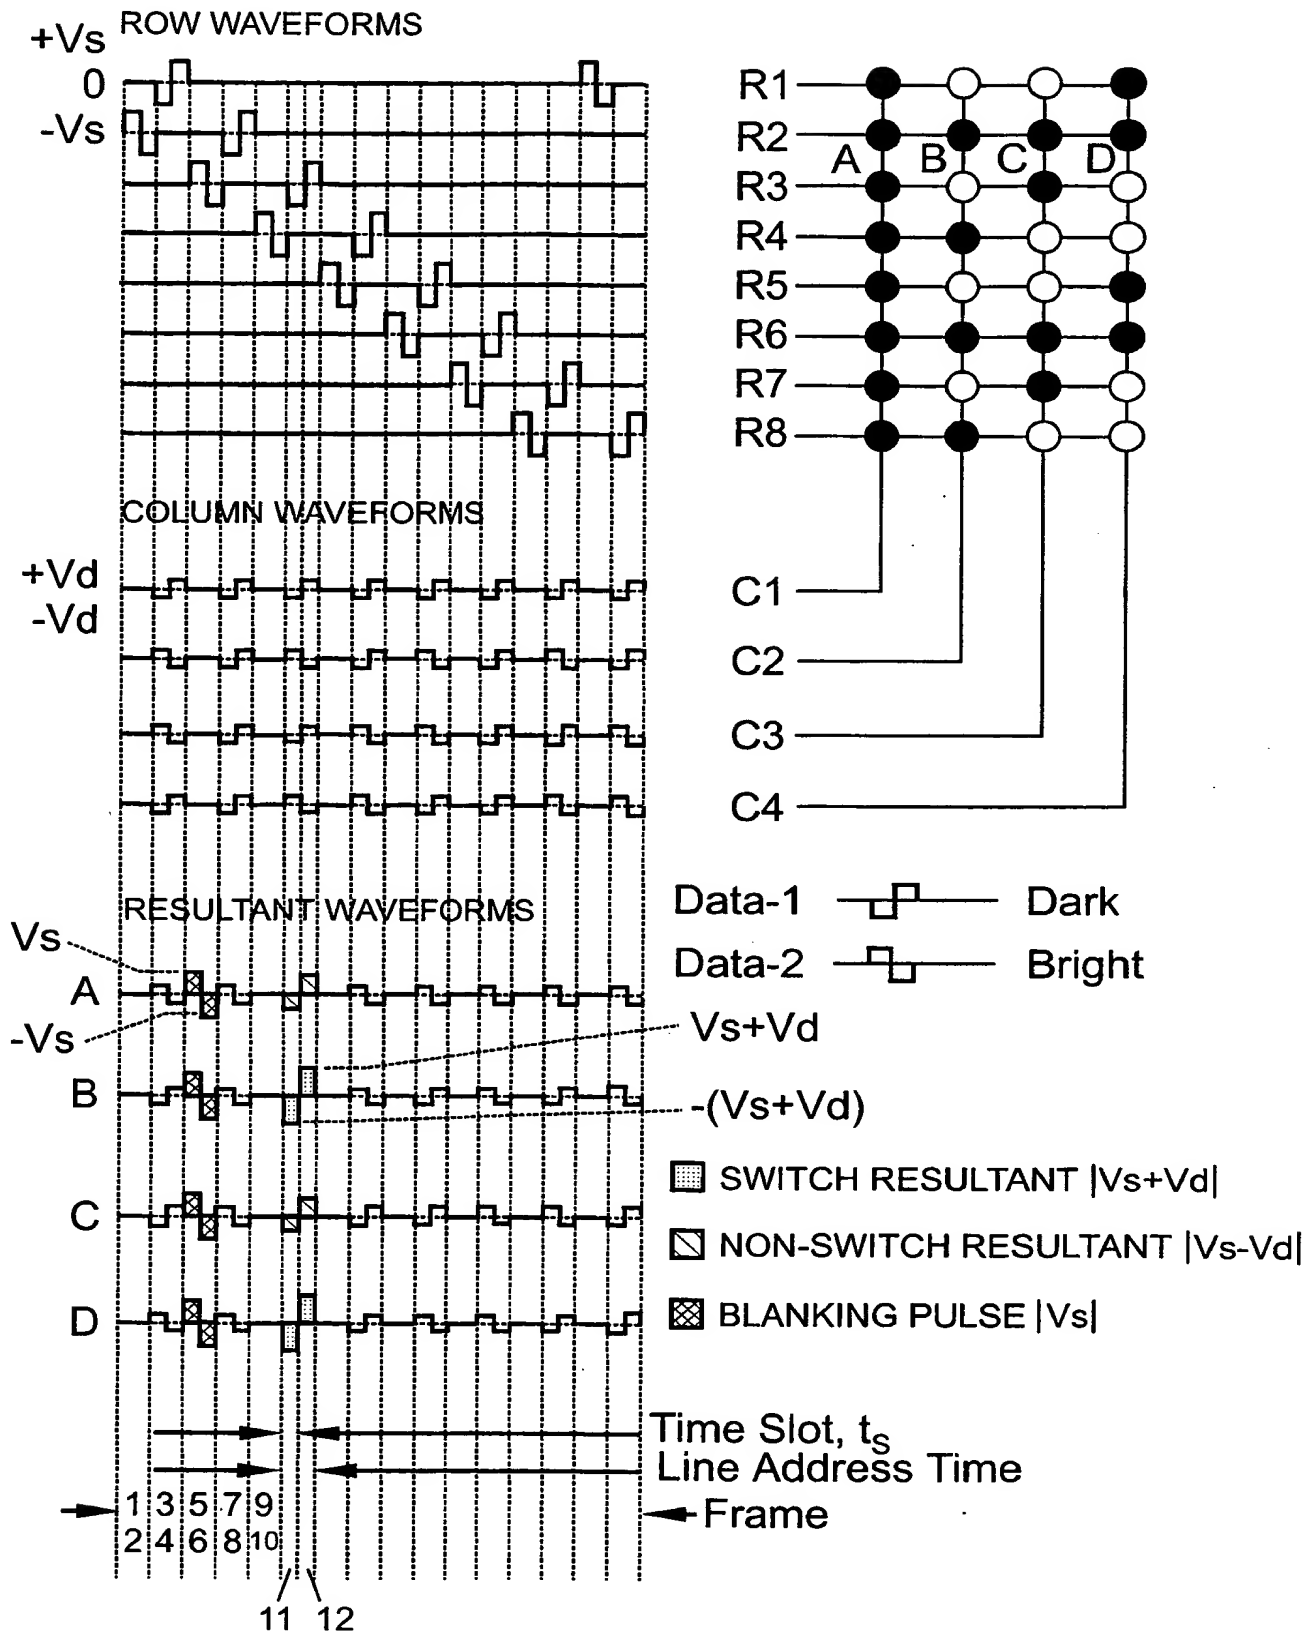 ROW WAVEFORMS
+Vs
0
-Vs
R1
R2
A B C D
R3
R4
R5
R6
R7
R8
COLUMN WAVEFORMS
+Vd
-Vd
C1
C2
C3
C4
Data-1 Dark
Data-2 Bright
RESULTANT WAVEFORMS
Vs
A
-Vs
Vs+Vd
B
-(Vs+Vd)
SWITCH RESULTANT |Vs+Vd|
C
NON-SWITCH RESULTANT |Vs-Vd|
D
BLANKING PULSE |Vs|
Time Slot, ts
Line Address Time
1 3 5 7 9
Frame
2 4 6 8 10
11 12